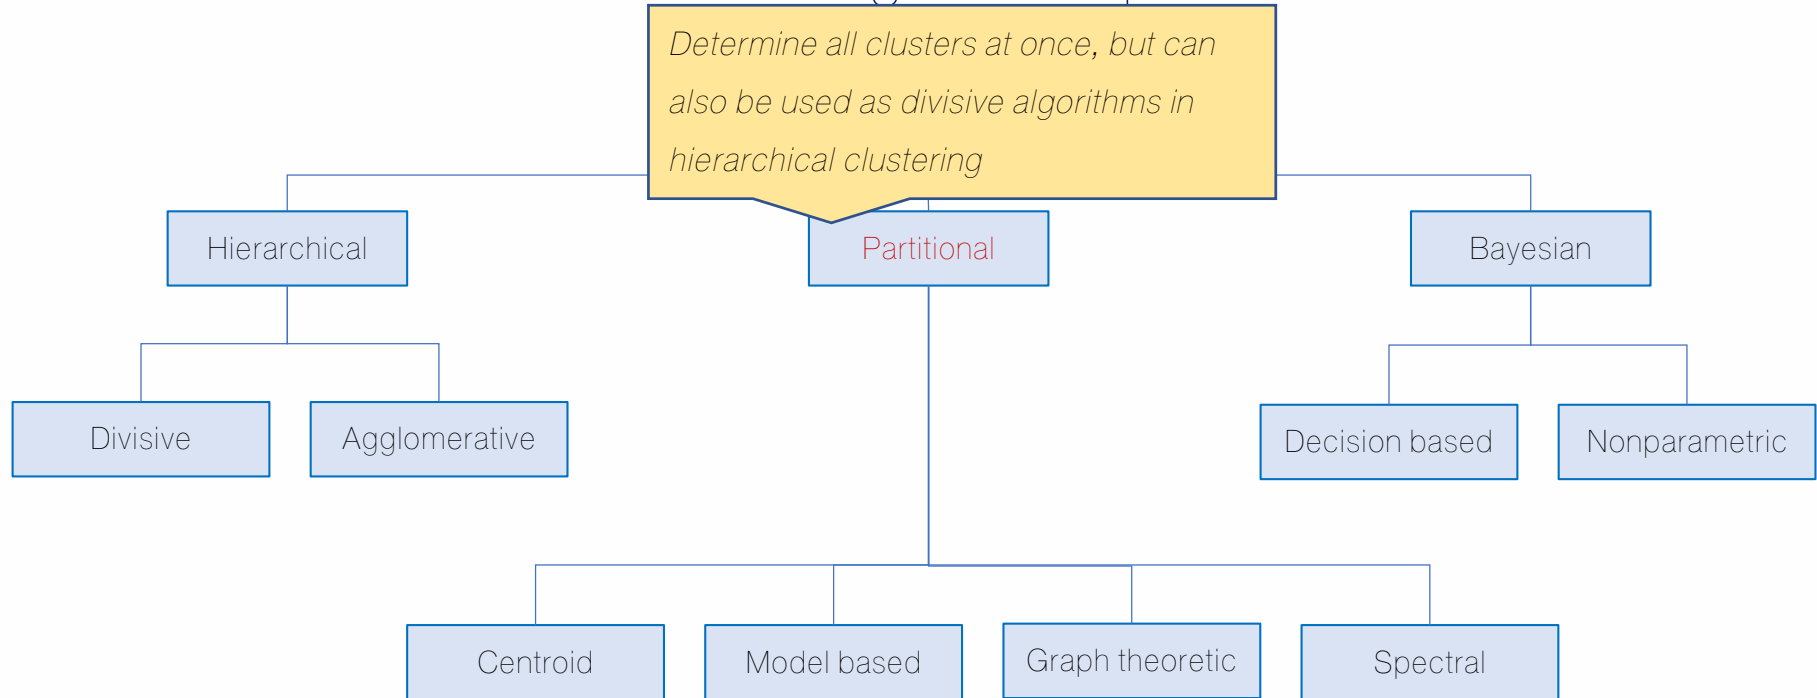 Determine all clusters at once, but can
also be used as divisive algorithms in
hierarchical clustering
Hierarchical
Partitional
Bayesian
Divisive
Agglomerative
Decision based
Nonparametric
Centroid
Model based
Graph theoretic
Spectral